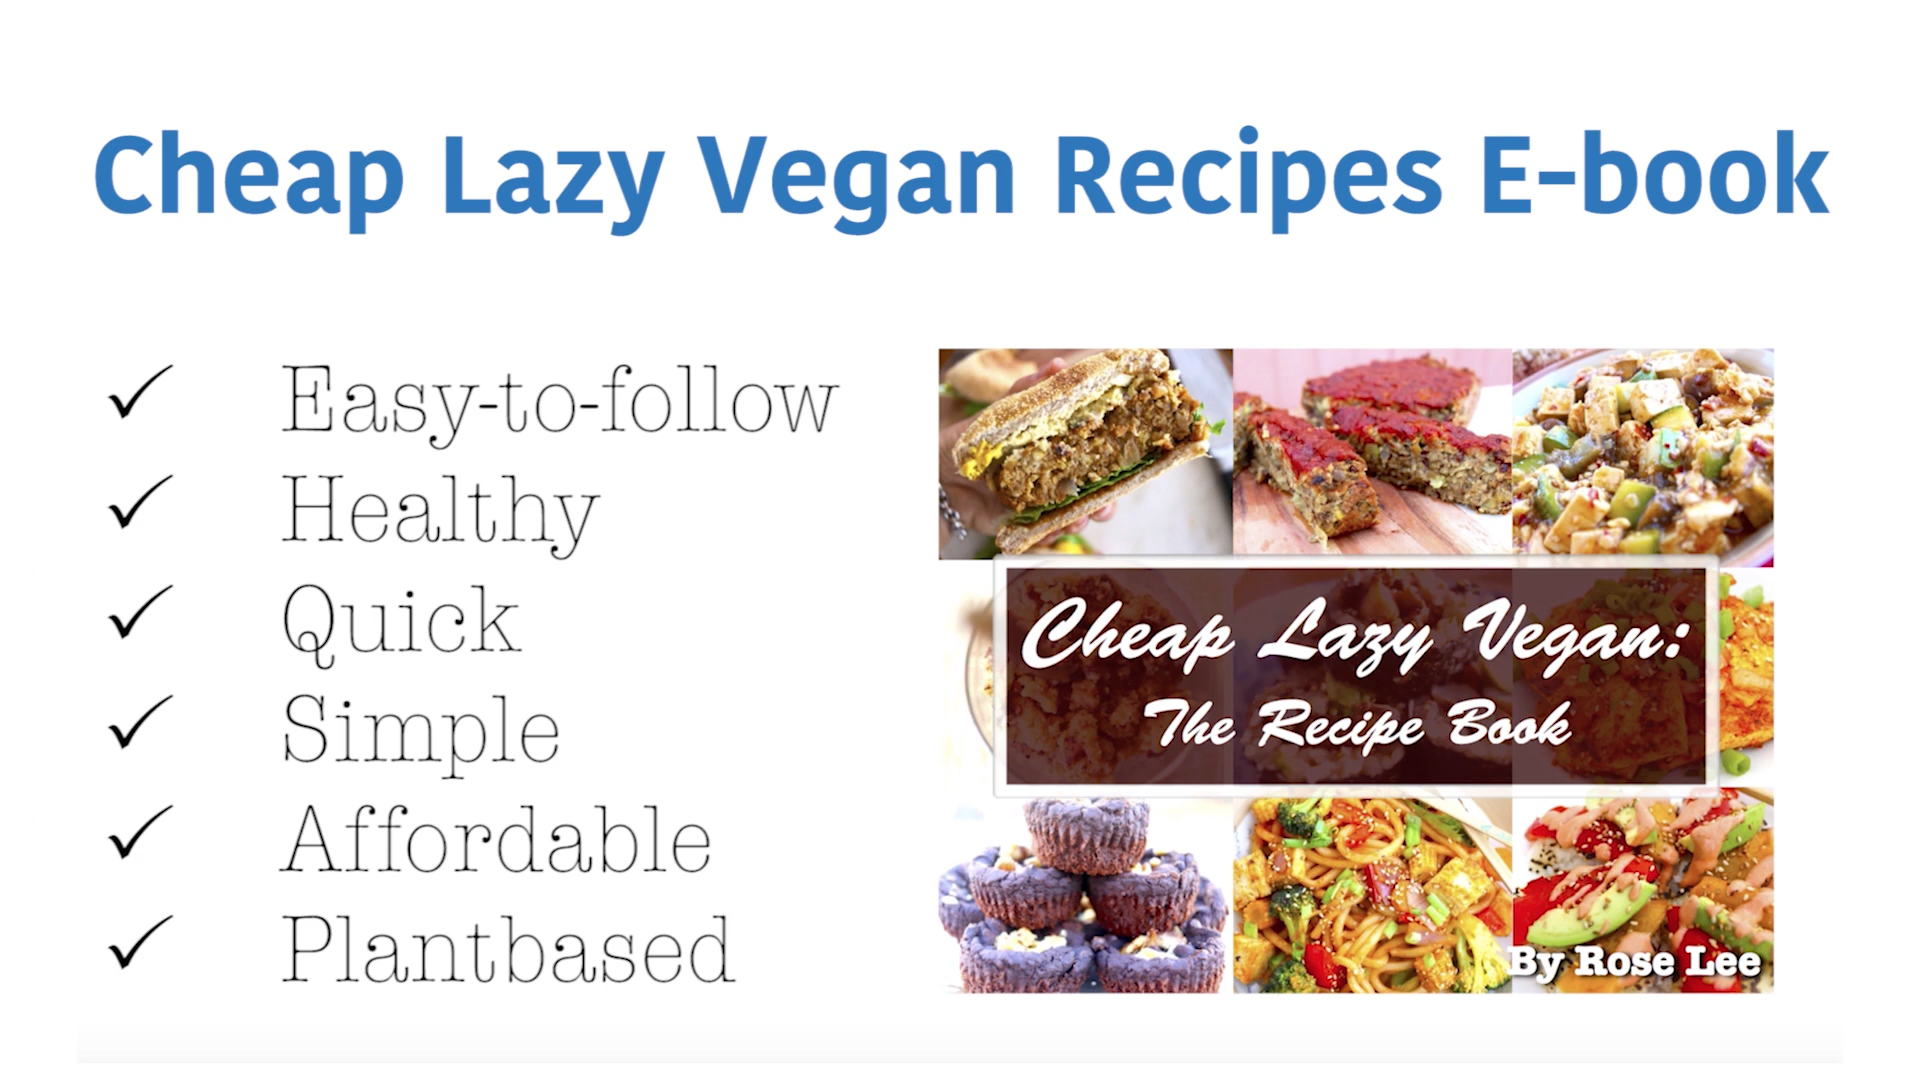 Cheap Lazy Vegan Recipes E-book
Easy-to-follow
Healthy
Quick
Simple
Affordable
Plantbased
Cheap Lazy Vegan:
The Recipe Book
By Rose Lee